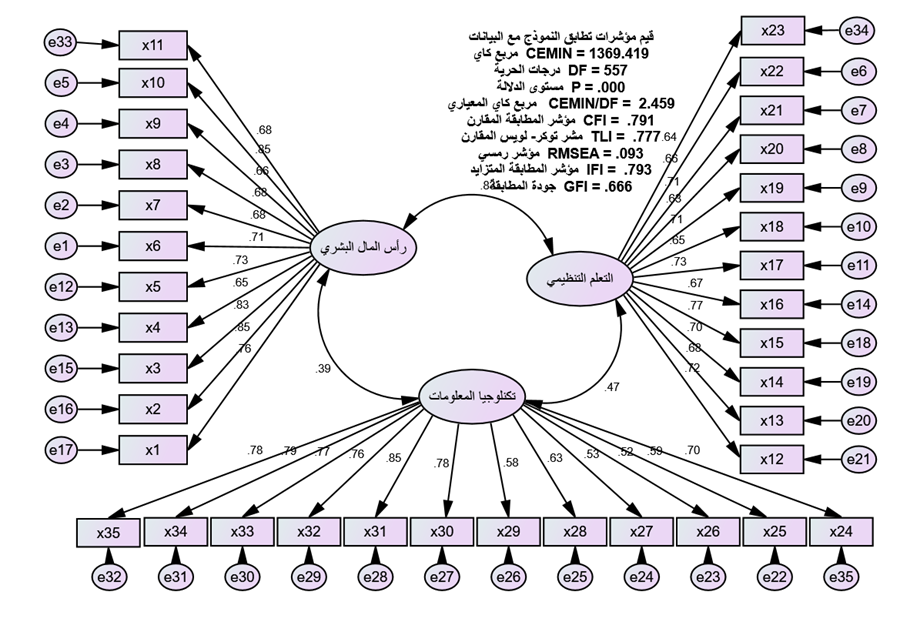 قيم مؤشرات تطابق النموذج مع البيانات
CEMIN = 1369.419 مربع كاي
DF = 557 درجات الحرية
P = .000 مستوى الدلالة
CEMIN/DF = 2.459 مربع كاي المعياري
CFI = .791 مؤشر المطابقة المقارن
TLI = .777 مشر توكر- لويس المقارن
RMSEA = .093 مؤشر رمسي
IFI = .793 مؤشر المطابقة المتزايد
GFI = .666 جودة المطابقة
e33 x11
e5 x10
e4 x9
e3 x8
e2 x7
e1 x6
e12 x5
e13 x4
e15 x3
e16 x2
e17 x1
.68
.85
.66
.68
.68
.71
.73
.65
.83
.85
.76
رأس المال البشري
x23 e34
x22 e6
x21 e7
x20 e8
x19 e9
x18 e10
x17 e11
x16 e14
x15 e18
x14 e19
x13 e20
x12 e21
.64
.66
.71
.68
.71
.65
.73
.67
.77
.70
.68
.72
التعلم التنظيمي
.39
.47
تكنلوجيا المعلومات
.78 .79 .77 .76 .85 .78 .58 .63 .53 .52 .59 .70
x35 x34 x33 x32 x31 x30 x29 x28 x27 x26 x25 x24
e32 e31 e30 e29 e28 e27 e26 e25 e24 e23 e22 e35